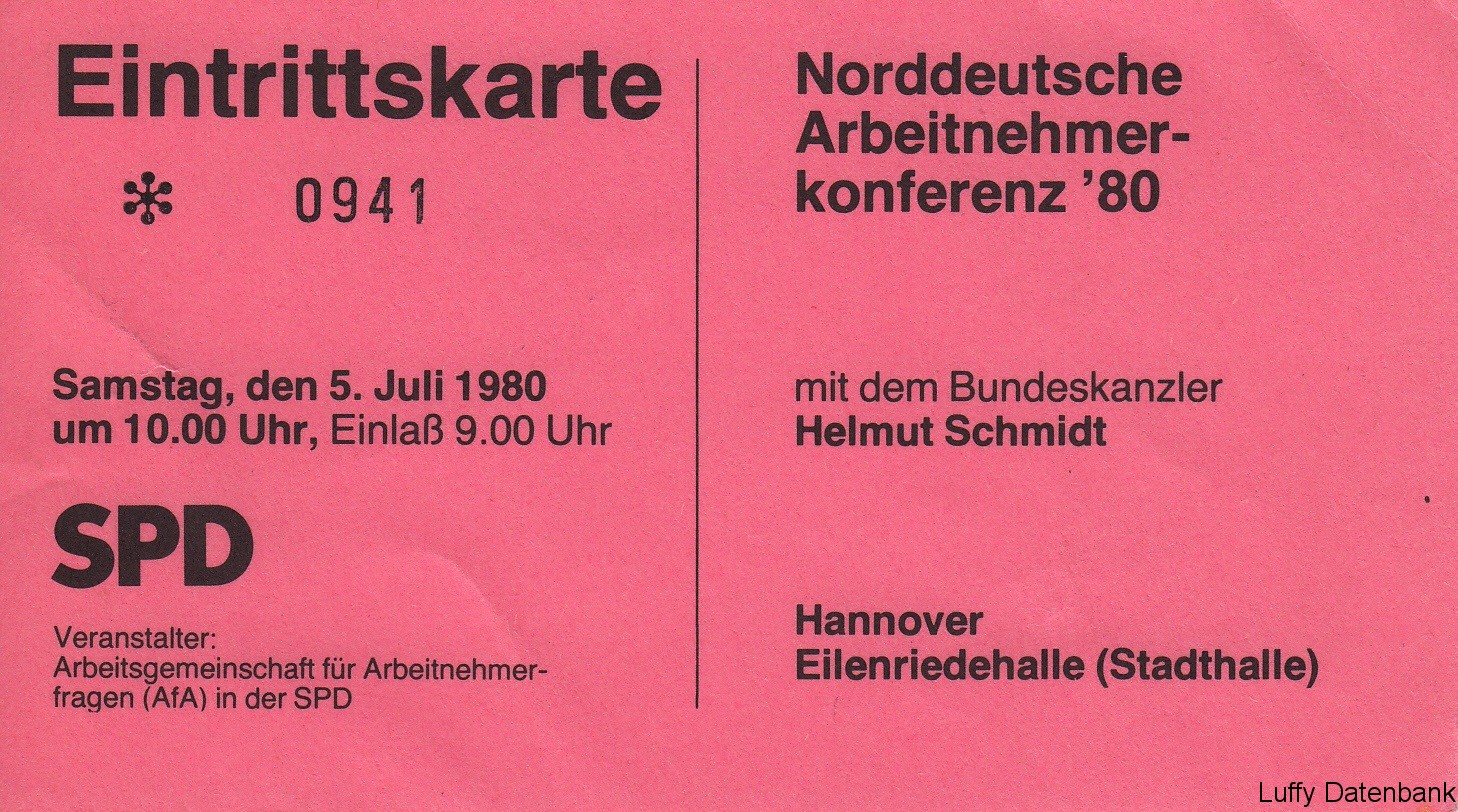 Eintrittskarte
0941
Samstag, den 5. Juli 1980
um 10.00 Uhr, Einlaß 9.00 Uhr
SPD
Veranstalter:
Arbeitsgemeinschaft für Arbeitnehmer-
fragen (AfA) in der SPD
Norddeutsche
Arbeitnehmer-
konferenz ’80
mit dem Bundeskanzler
Helmut Schmidt
Hannover
Eilenriedehalle (Stadthalle)
Luffy Datenbank